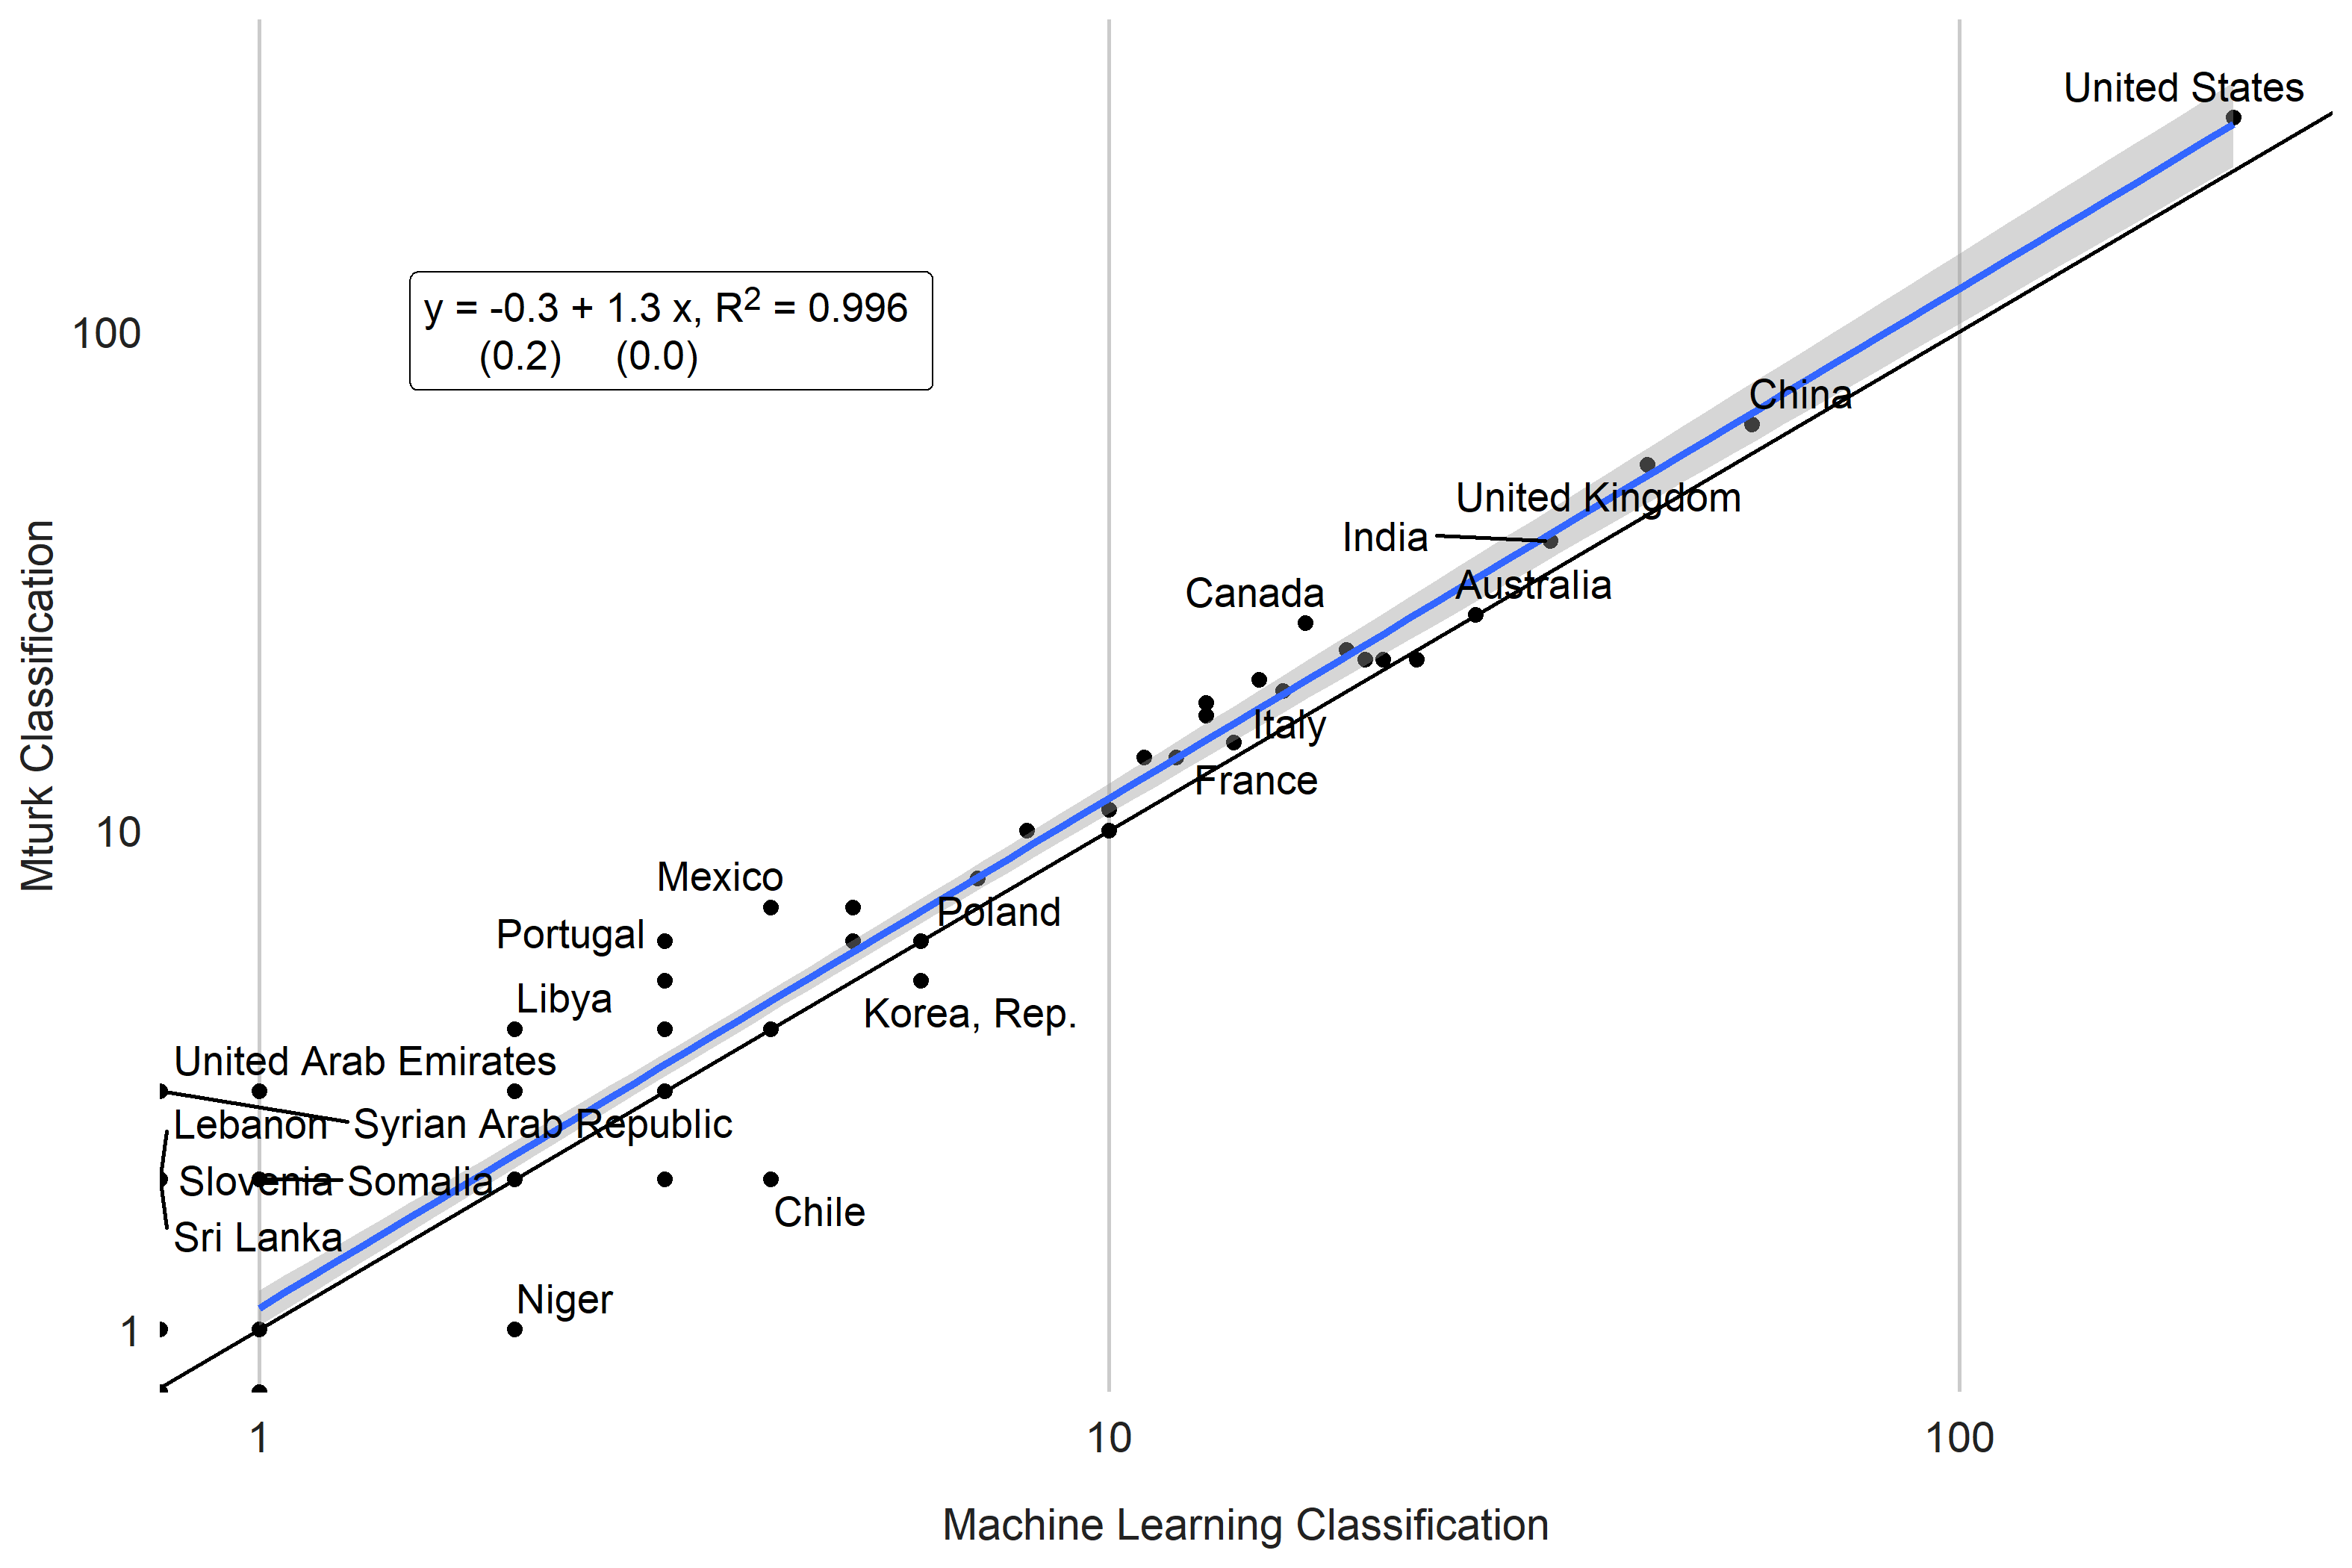 United States
y = -0.3 + 1.3 x, R² = 0.996
(0.2) (0.0)
100
China
United Kingdom
India
Australia
Canada
Italy
France
10
Mexico
Poland
Portugal
Libya
Korea, Rep.
United Arab Emirates
Lebanon
Syrian Arab Republic
Slovenia
Somalia
Chile
Sri Lanka
Niger
1
Mturk Classification
1
10
100
Machine Learning Classification